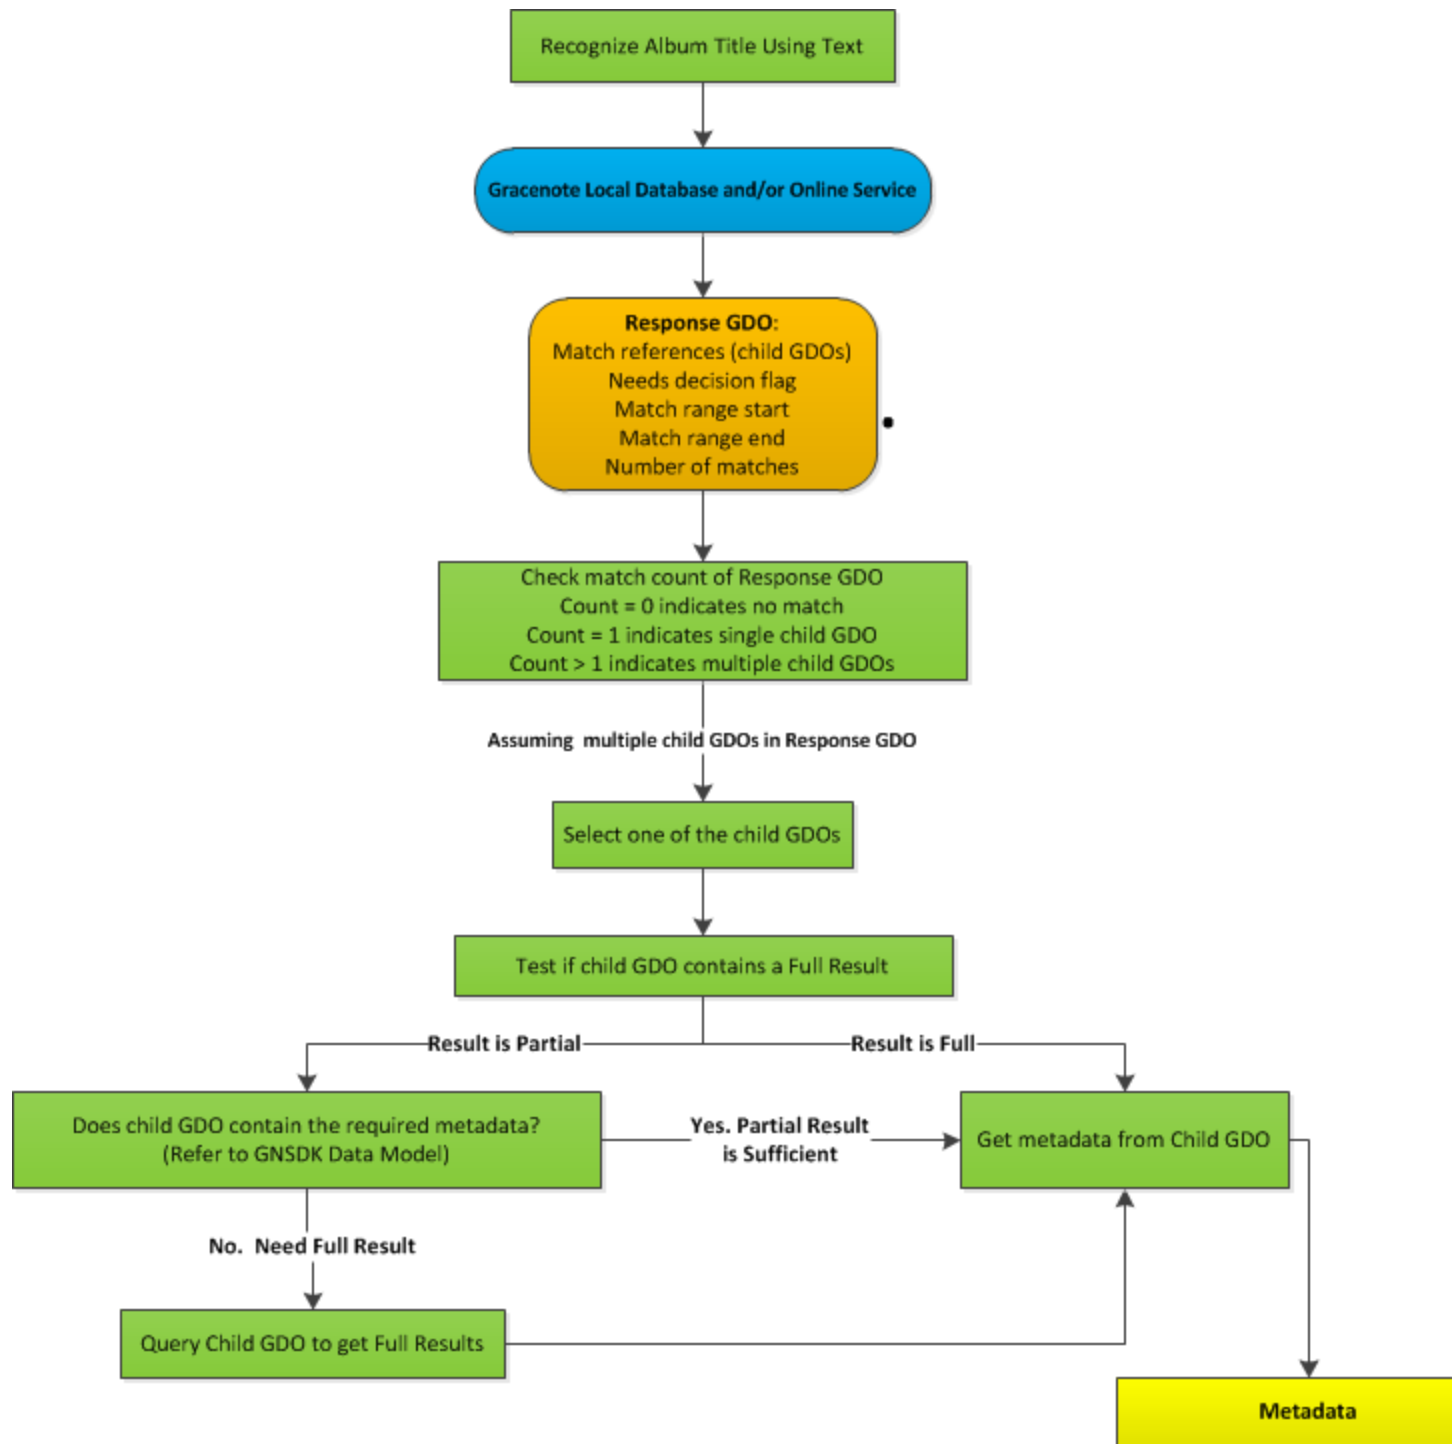 Recognize Album Title Using Text
Gracenote Local Database and/or Online Service
Response GDO:
Match references (child GDOs)
Needs decision flag
Match range start
Match range end
Number of matches
Check match count of Response GDO
Count = 0 indicates no match
Count = 1 indicates single child GDO
Count > 1 indicates multiple child GDOs
Assuming multiple child GDOs in Response GDO
Select one of the child GDOs
Test if child GDO contains a Full Result
Result is Partial
Result is Full
Does child GDO contain the required metadata?
(Refer to GNSDK Data Model)
Yes. Partial Result
is Sufficient
Get metadata from Child GDO
No. Need Full Result
Query Child GDO to get Full Results
Metadata